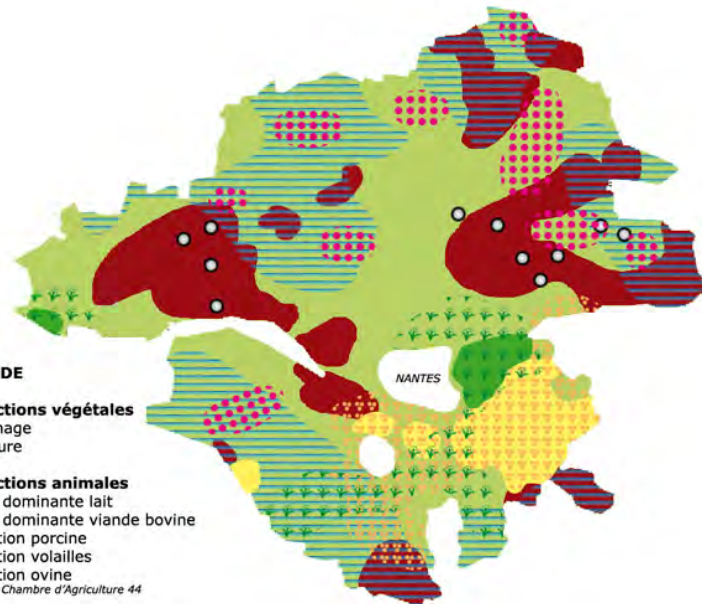 NANTES
DE
ctions végétales
nage
ure
ctions animales
dominante lait
dominante viande bovine
tion porcine
tion volailles
tion ovine
Chambre d'Agriculture 44